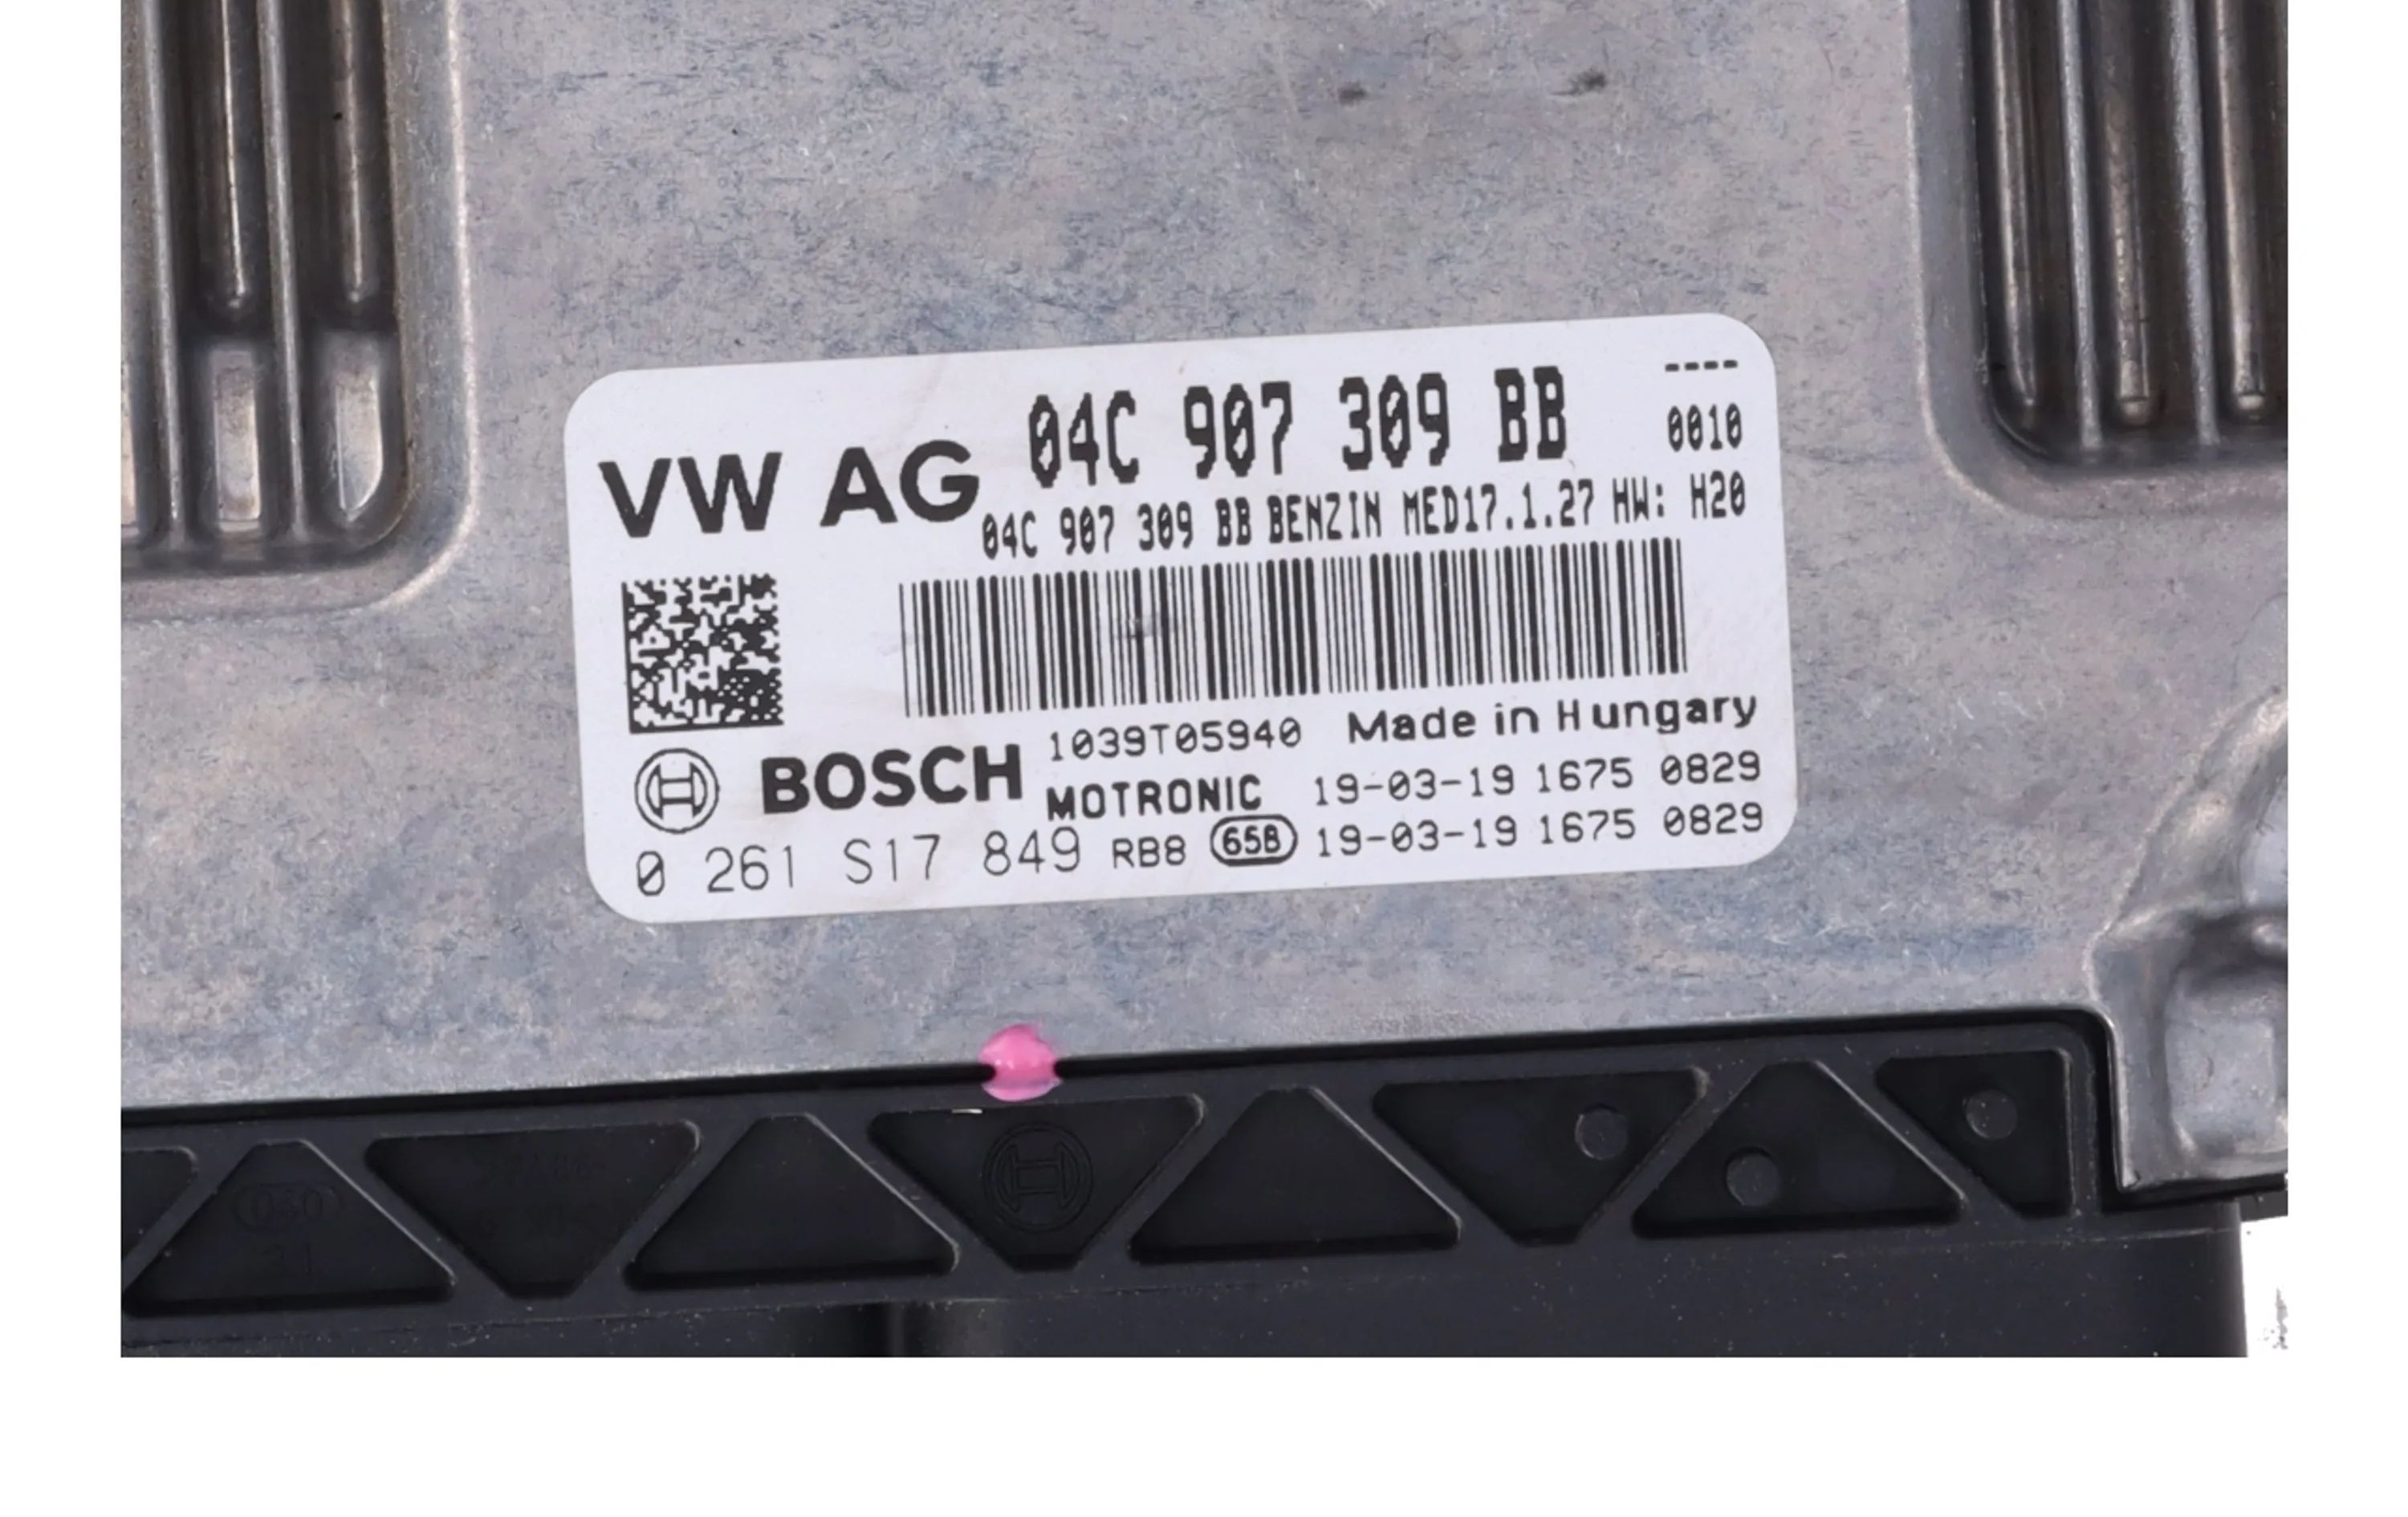 04C 907 309 BB ----
VW AG 0010
04C 907 309 BB BENZIN MED17.1.27 HW: H20
1039T05940 Made in Hungary
BOSCH MOTRONIC 19-03-19 1675 0829
0 261 S17 849 RB8 65B 19-03-19 1675 0829